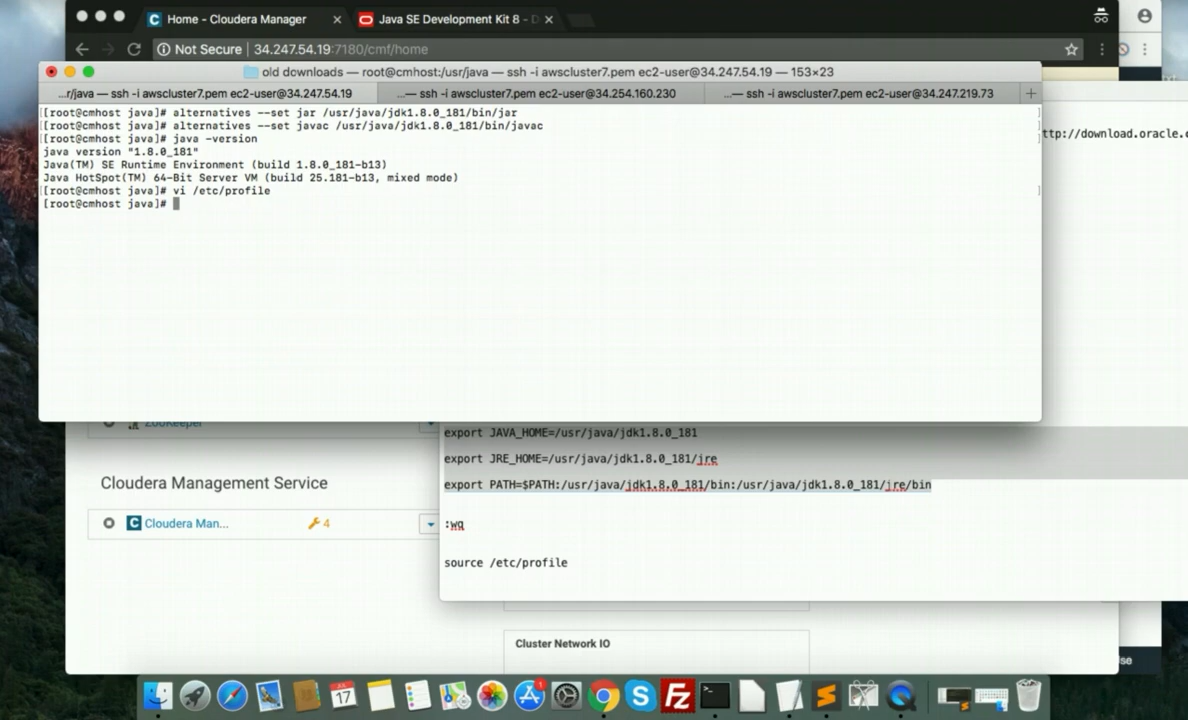 Home - Cloudera Manager
Java SE Development Kit 8 - D
Not Secure | 34.247.54.19:7180/cmf/home
old downloads — root@cmhost:/usr/java — ssh -i awscluster7.pem ec2-user@34.247.54.19 — 153×23
...r/java — ssh -i awscluster7.pem ec2-user@34.247.54.19
...— ssh -i awscluster7.pem ec2-user@34.254.160.230
...— ssh -i awscluster7.pem ec2-user@34.247.219.73
[[root@cmhost java]# alternatives --set jar /usr/java/jdk1.8.0_181/bin/jar
[[root@cmhost java]# alternatives --set javac /usr/java/jdk1.8.0_181/bin/javac
[[root@cmhost java]# java -version
java version "1.8.0_181"
Java(TM) SE Runtime Environment (build 1.8.0_181-b13)
Java HotSpot(TM) 64-Bit Server VM (build 25.181-b13, mixed mode)
[[root@cmhost java]# vi /etc/profile
[root@cmhost java]#
ttp://download.oracle.c
ZooKeeper
Cloudera Management Service
Cloudera Man...
4
export JAVA_HOME=/usr/java/jdk1.8.0_181
export JRE_HOME=/usr/java/jdk1.8.0_181/jre
export PATH=$PATH:/usr/java/jdk1.8.0_181/bin:/usr/java/jdk1.8.0_181/jre/bin
:wq
source /etc/profile
Cluster Network IO
ise
17
1